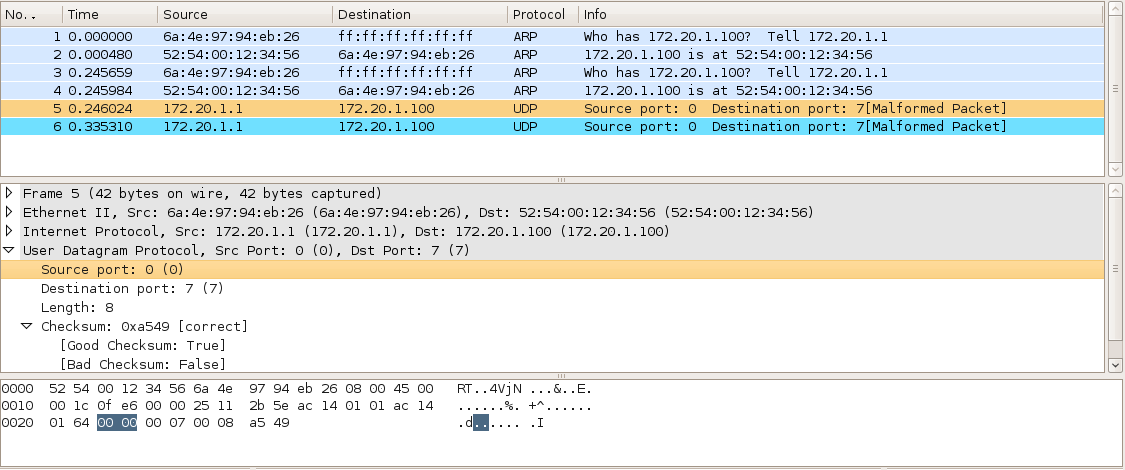 No. . Time Source Destination Protocol Info
1 0.000000 6a:4e:97:94:eb:26 ff:ff:ff:ff:ff:ff ARP Who has 172.20.1.100? Tell 172.20.1.1
2 0.000480 52:54:00:12:34:56 6a:4e:97:94:eb:26 ARP 172.20.1.100 is at 52:54:00:12:34:56
3 0.245659 6a:4e:97:94:eb:26 ff:ff:ff:ff:ff:ff ARP Who has 172.20.1.100? Tell 172.20.1.1
4 0.245984 52:54:00:12:34:56 6a:4e:97:94:eb:26 ARP 172.20.1.100 is at 52:54:00:12:34:56
5 0.246024 172.20.1.1 172.20.1.100 UDP Source port: 0 Destination port: 7[Malformed Packet]
6 0.335310 172.20.1.1 172.20.1.100 UDP Source port: 0 Destination port: 7[Malformed Packet]
Frame 5 (42 bytes on wire, 42 bytes captured)
Ethernet II, Src: 6a:4e:97:94:eb:26 (6a:4e:97:94:eb:26), Dst: 52:54:00:12:34:56 (52:54:00:12:34:56)
Internet Protocol, Src: 172.20.1.1 (172.20.1.1), Dst: 172.20.1.100 (172.20.1.100)
User Datagram Protocol, Src Port: 0 (0), Dst Port: 7 (7)
Source port: 0 (0)
Destination port: 7 (7)
Length: 8
Checksum: 0xa549 [correct]
[Good Checksum: True]
[Bad Checksum: False]
0000 52 54 00 12 34 56 6a 4e 97 94 eb 26 08 00 45 00 RT..4VjN ...&..E.
0010 00 1c 0f e6 00 00 25 11 2b 5e ac 14 01 01 ac 14 ......%. +^......
0020 01 64 00 00 00 07 00 08 a5 49 .d...... .I